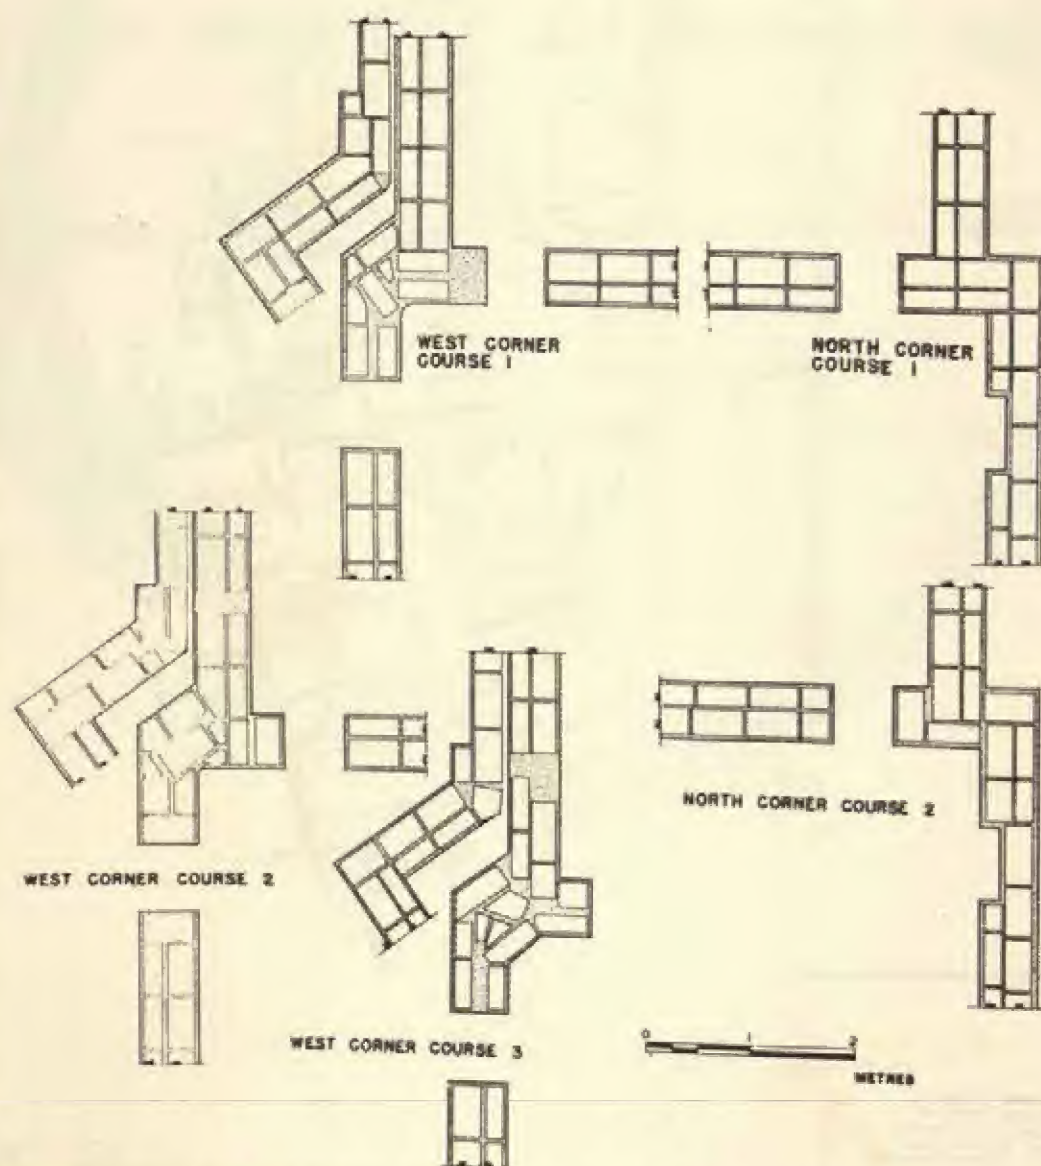 WEST CORNER
COURSE 1
NORTH CORNER
COURSE 1
NORTH CORNER COURSE 2
WEST CORNER COURSE 2
WEST CORNER COURSE 3
0 1 2
METRES